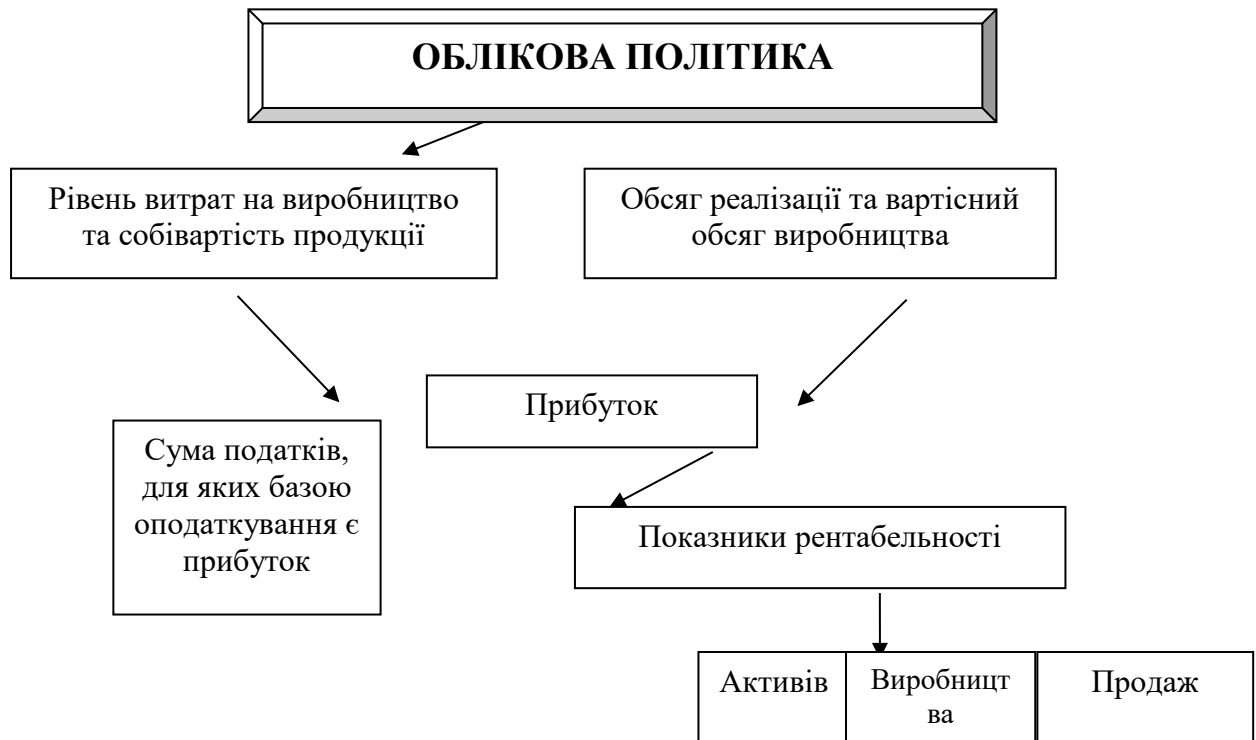 ОБЛІКОВА ПОЛІТИКА
Рівень витрат на виробництво
та собівартість продукції
Обсяг реалізації та вартісний
обсяг виробництва
Прибуток
Сума податків,
для яких базою
оподаткування є
прибуток
Показники рентабельності
Активів
Виробницт
ва
Продаж